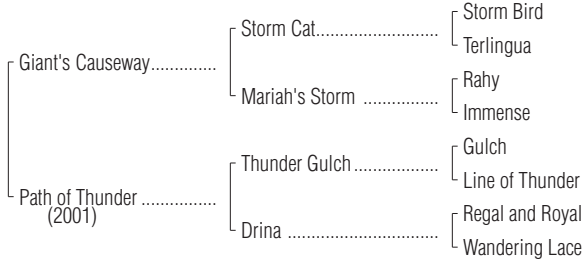 Storm Bird
Storm Cat..............................
Terlingua
Giant's Causeway................
Rahy
Mariah's Storm ..................
Immense
Gulch
Thunder Gulch ....................
Line of Thunder
Path of Thunder ..................
(2001)
Regal and Royal
Drina ....................................
Wandering Lace